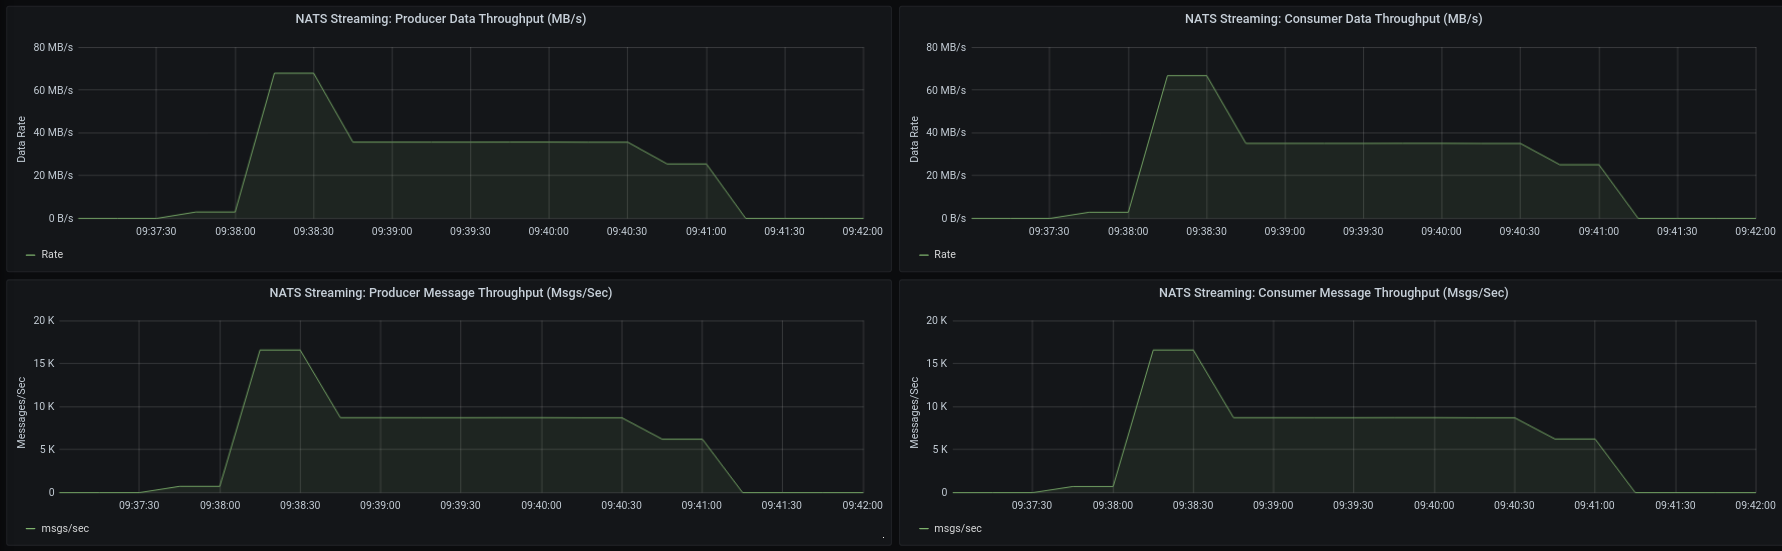 NATS Streaming: Producer Data Throughput (MB/s)
80 MB/s
60 MB/s
40 MB/s
20 MB/s
0 B/s
Data Rate
09:37:30 09:38:00 09:38:30 09:39:00 09:39:30 09:40:00 09:40:30 09:41:00 09:41:30 09:42:00
Rate
NATS Streaming: Consumer Data Throughput (MB/s)
80 MB/s
60 MB/s
40 MB/s
20 MB/s
0 B/s
Data Rate
09:37:30 09:38:00 09:38:30 09:39:00 09:39:30 09:40:00 09:40:30 09:41:00 09:41:30 09:42:00
Rate
NATS Streaming: Producer Message Throughput (Msgs/Sec)
20 K
15 K
10 K
5 K
0
Messages/Sec
09:37:30 09:38:00 09:38:30 09:39:00 09:39:30 09:40:00 09:40:30 09:41:00 09:41:30 09:42:00
msgs/sec
NATS Streaming: Consumer Message Throughput (Msgs/Sec)
20 K
15 K
10 K
5 K
0
Messages/Sec
09:37:30 09:38:00 09:38:30 09:39:00 09:39:30 09:40:00 09:40:30 09:41:00 09:41:30 09:42:00
msgs/sec